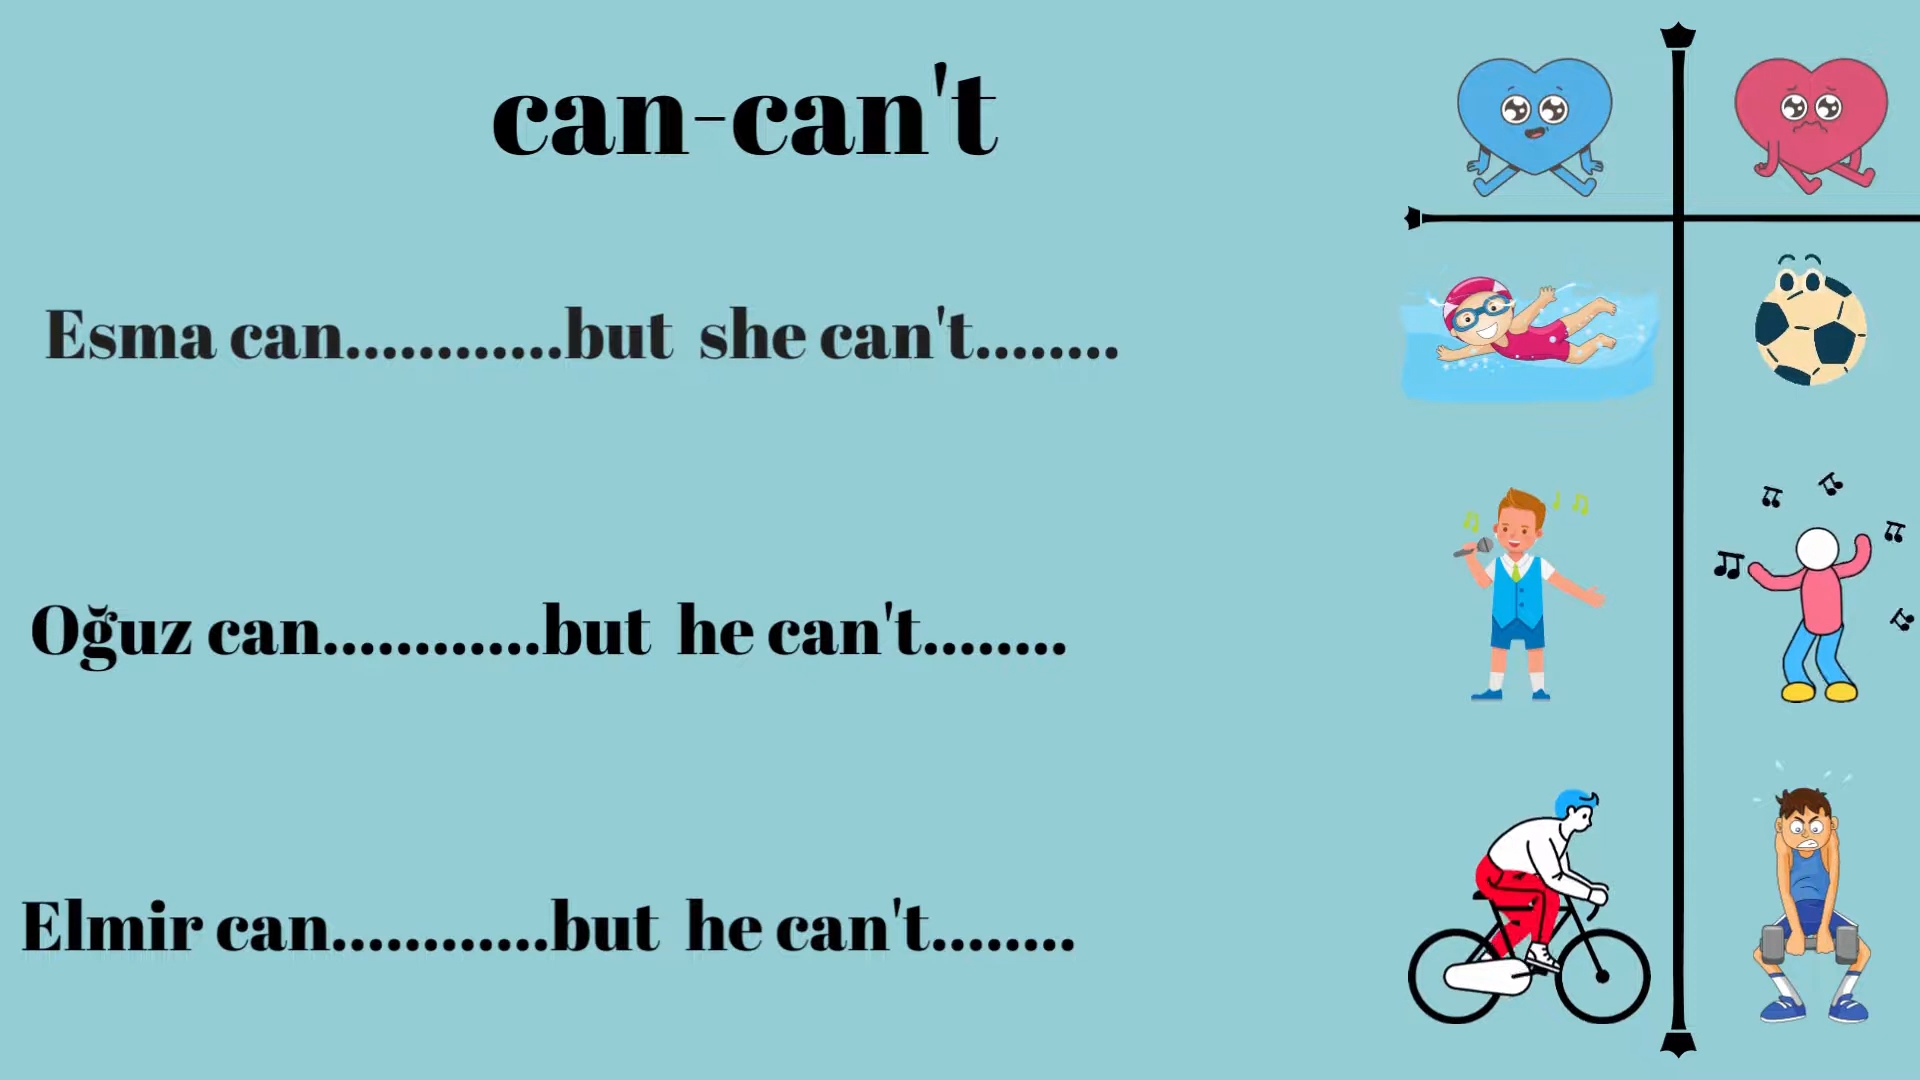 can-can't
Esma can............but she can't........
Oğuz can............but he can't........
Elmir can............but he can't........